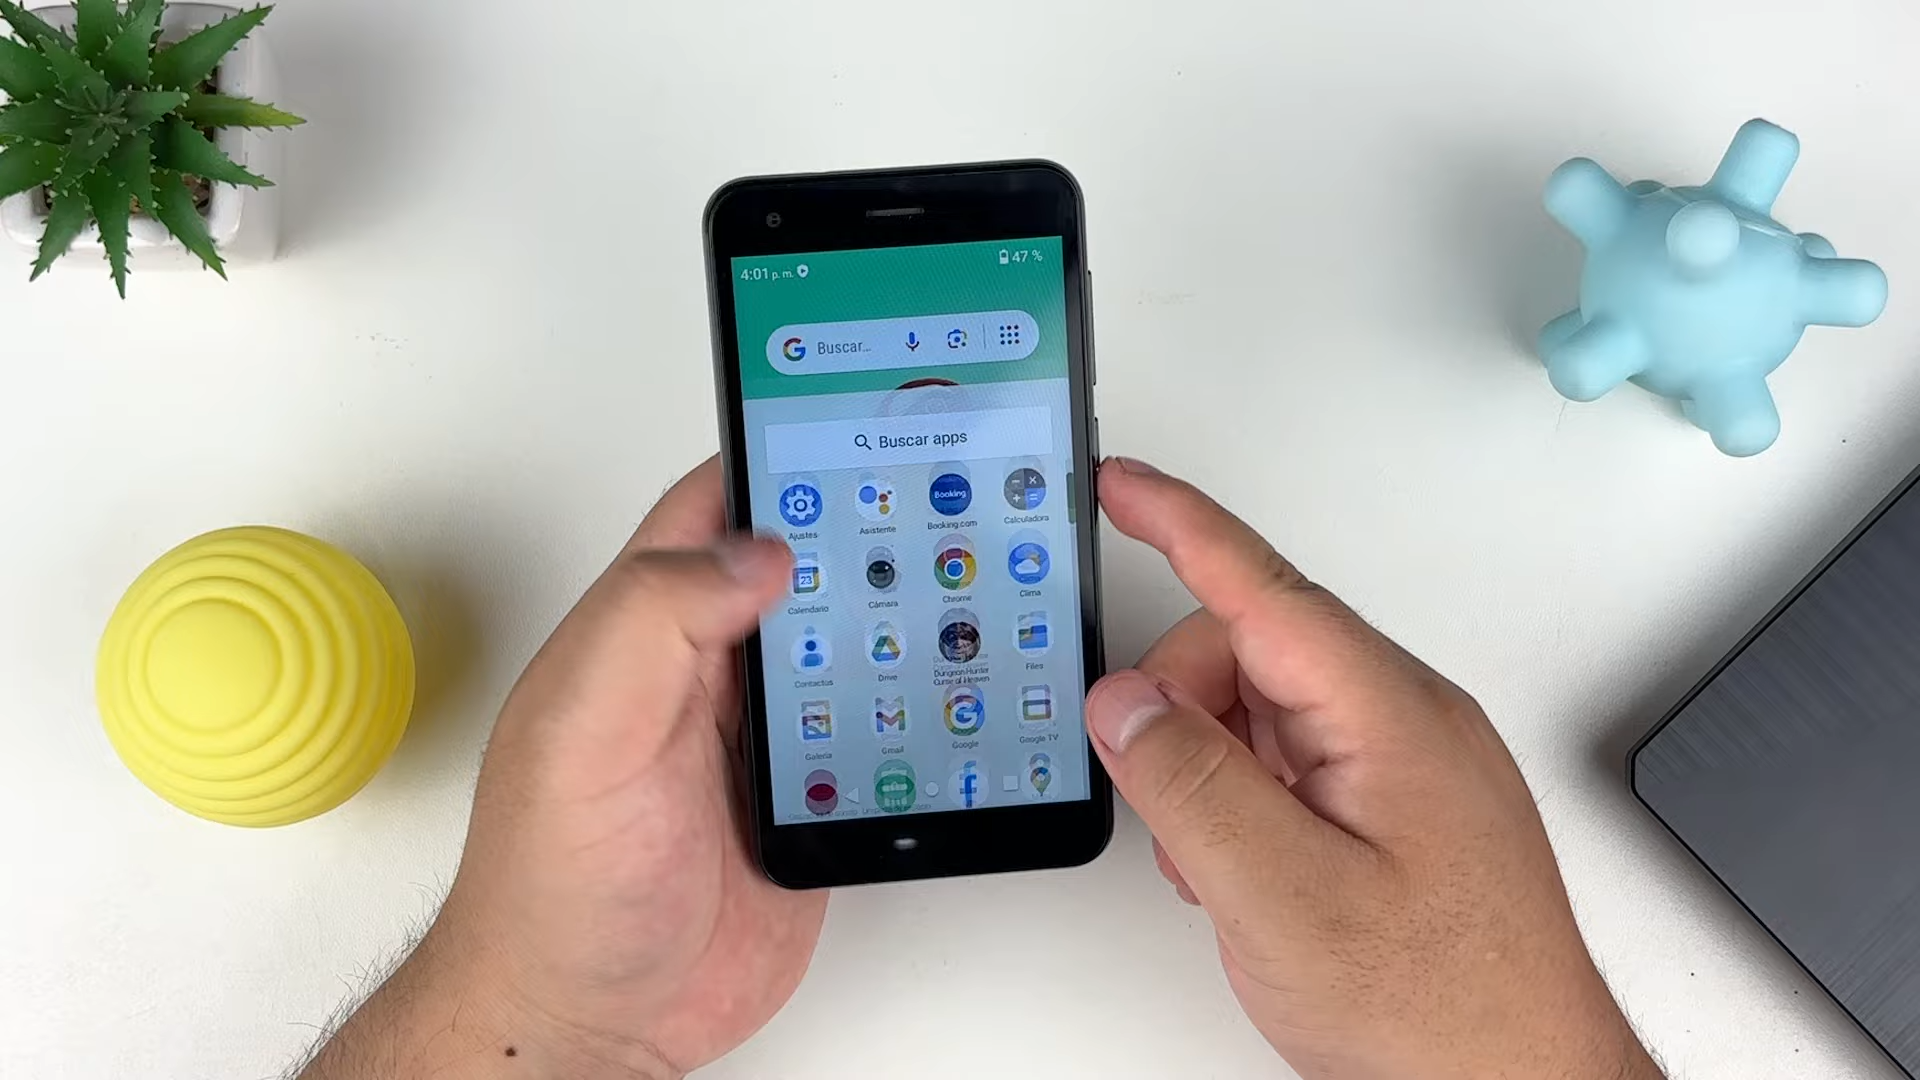 4:01 p. m.
47 %
G Buscar...
Buscar apps
Ajustes
Asistente
Booking
Booking.com
Calculadora
23
Calendario
Cámara
Chrome
Clima
Contactos
Drive
Dungeon Hunter
Curse of Heaven
Files
Galería
Gmail
Google
Google TV